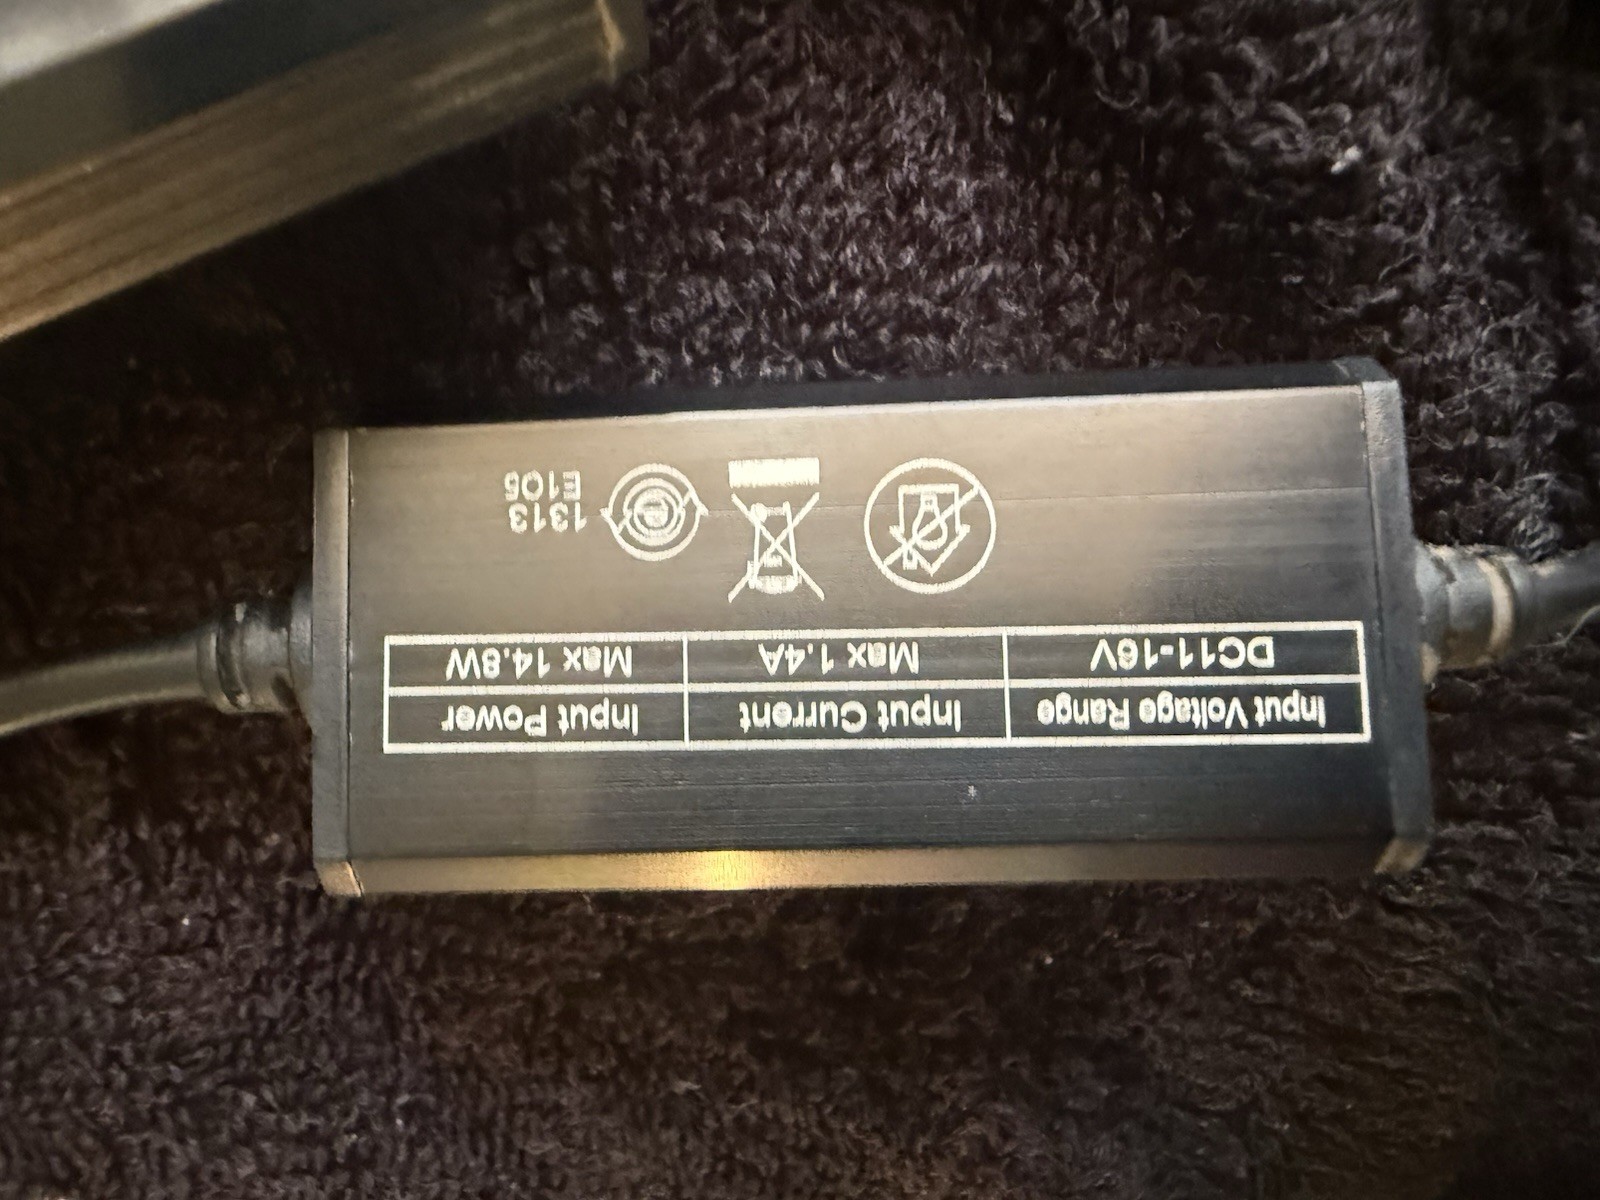 Input Voltage Range Input Current Input Power
DC11-16V Max 1.4A Max 14.8W
1313
E105